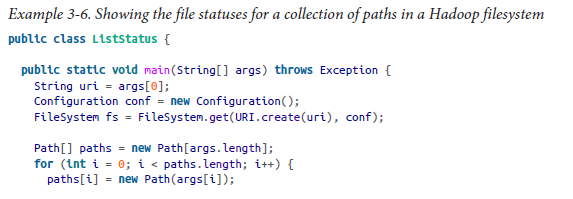 Example 3-6. Showing the file statuses for a collection of paths in a Hadoop filesystem
public class ListStatus {
  public static void main(String[] args) throws Exception {
    String uri = args[0];
    Configuration conf = new Configuration();
    FileSystem fs = FileSystem.get(URI.create(uri), conf);
    Path[] paths = new Path[args.length];
    for (int i = 0; i < paths.length; i++) {
      paths[i] = new Path(args[i]);